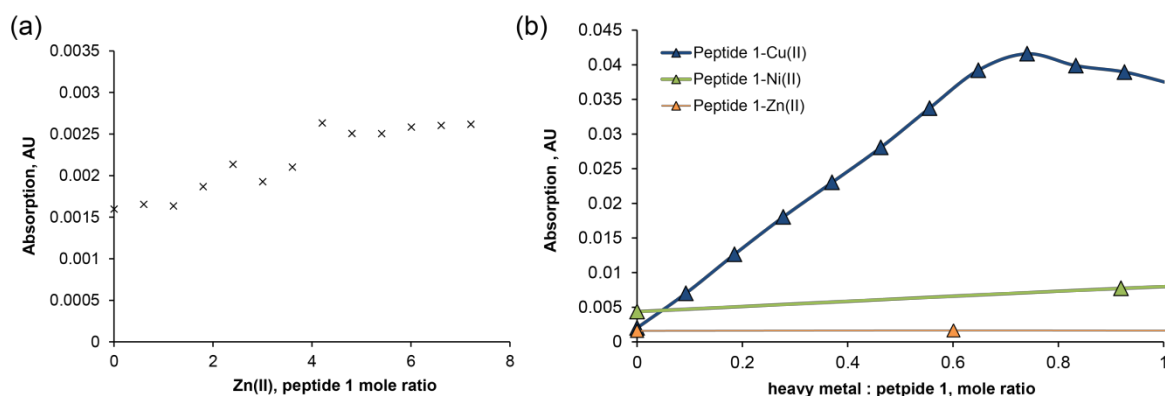 (a)
Absorption, AU
0.0035
0.003
0.0025
0.002
0.0015
0.001
0.0005
0
0 2 4 6 8
Zn(II), peptide 1 mole ratio
(b)
Absorption , AU
0.045
0.04
0.035
0.03
0.025
0.02
0.015
0.01
0.005
0
Peptide 1-Cu(II)
Peptide 1-Ni(II)
Peptide 1-Zn(II)
0 0.2 0.4 0.6 0.8 1
heavy metal : petpide 1, mole ratio